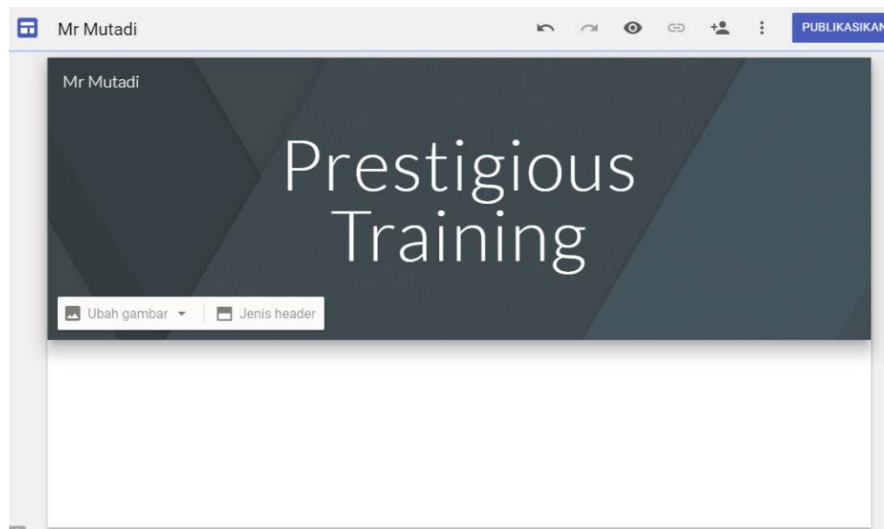 Mr Mutadi
PUBLIKASIKAN
Mr Mutadi
Prestigious
Training
Ubah gambar
Jenis header